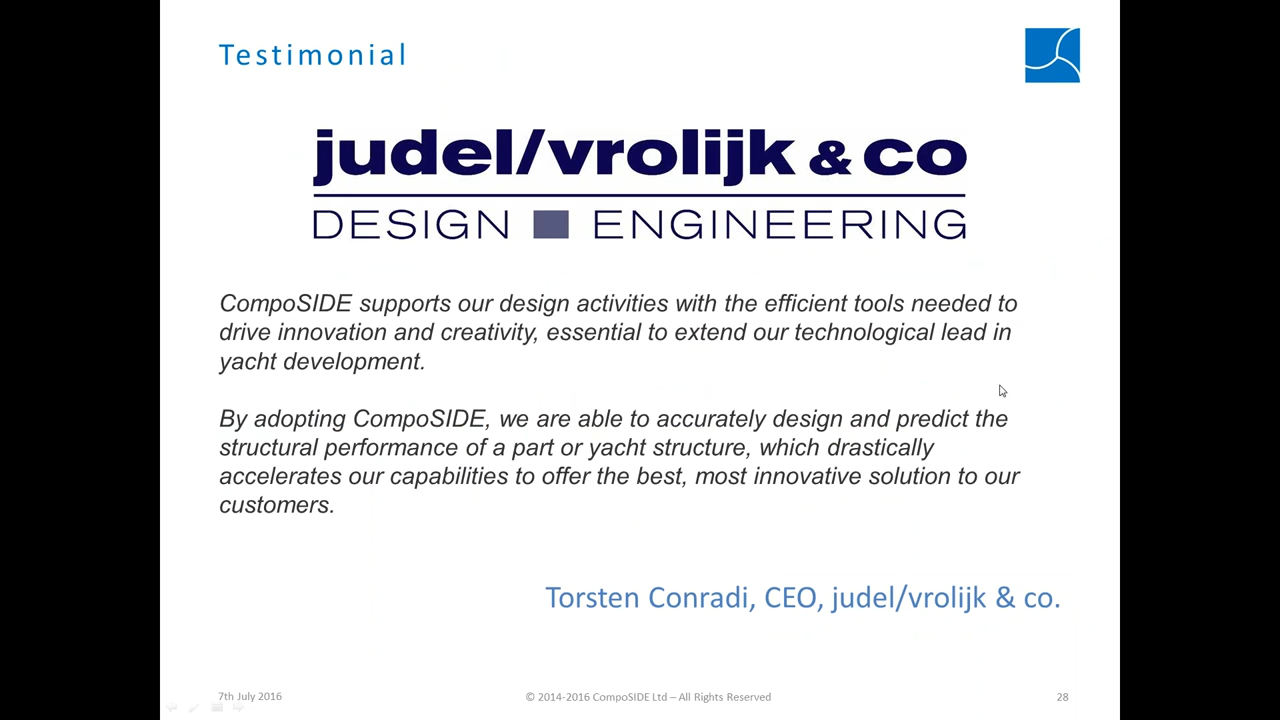 Testimonial
judel/vrolijk & co
DESIGN ENGINEERING
CompoSIDE supports our design activities with the efficient tools needed to
drive innovation and creativity, essential to extend our technological lead in
yacht development.
By adopting CompoSIDE, we are able to accurately design and predict the
structural performance of a part or yacht structure, which drastically
accelerates our capabilities to offer the best, most innovative solution to our
customers.
Torsten Conradi, CEO, judel/vrolijk & co.
7th July 2016 © 2014-2016 CompoSIDE Ltd – All Rights Reserved 28